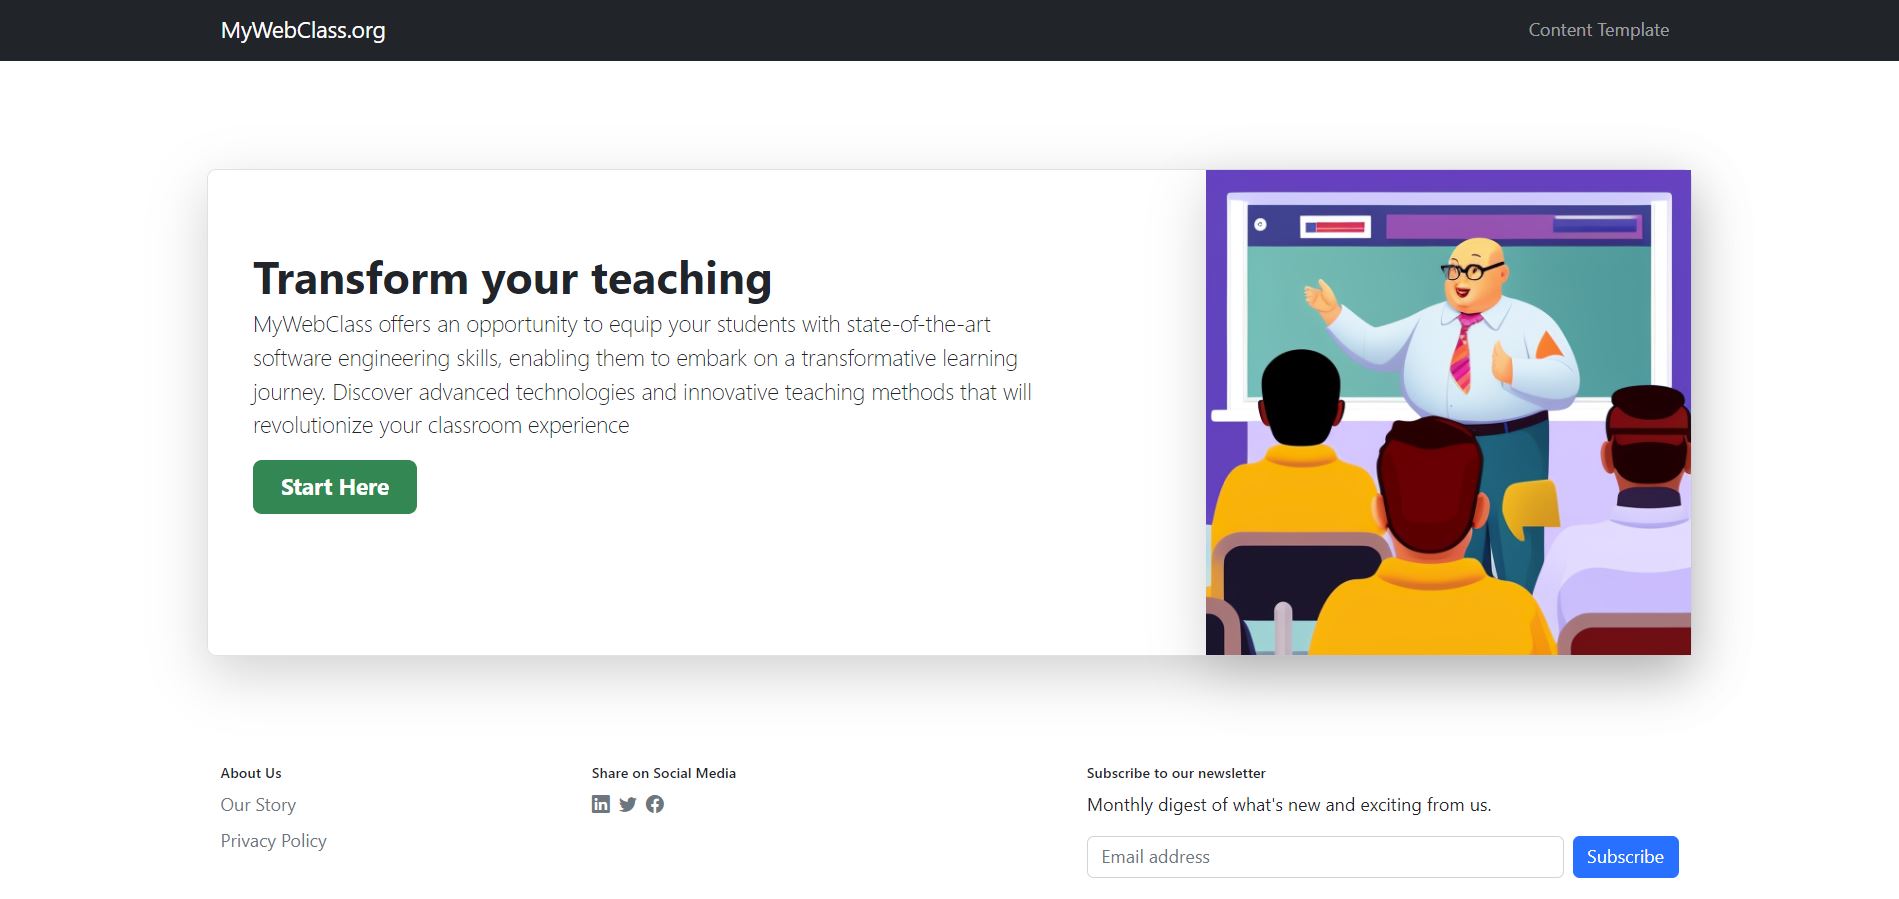 MyWebClass.org
Content Template
Transform your teaching
MyWebClass offers an opportunity to equip your students with state-of-the-art
software engineering skills, enabling them to embark on a transformative learning
journey. Discover advanced technologies and innovative teaching methods that will
revolutionize your classroom experience
Start Here
About Us
Our Story
Privacy Policy
Share on Social Media
Subscribe to our newsletter
Monthly digest of what's new and exciting from us.
Email address
Subscribe